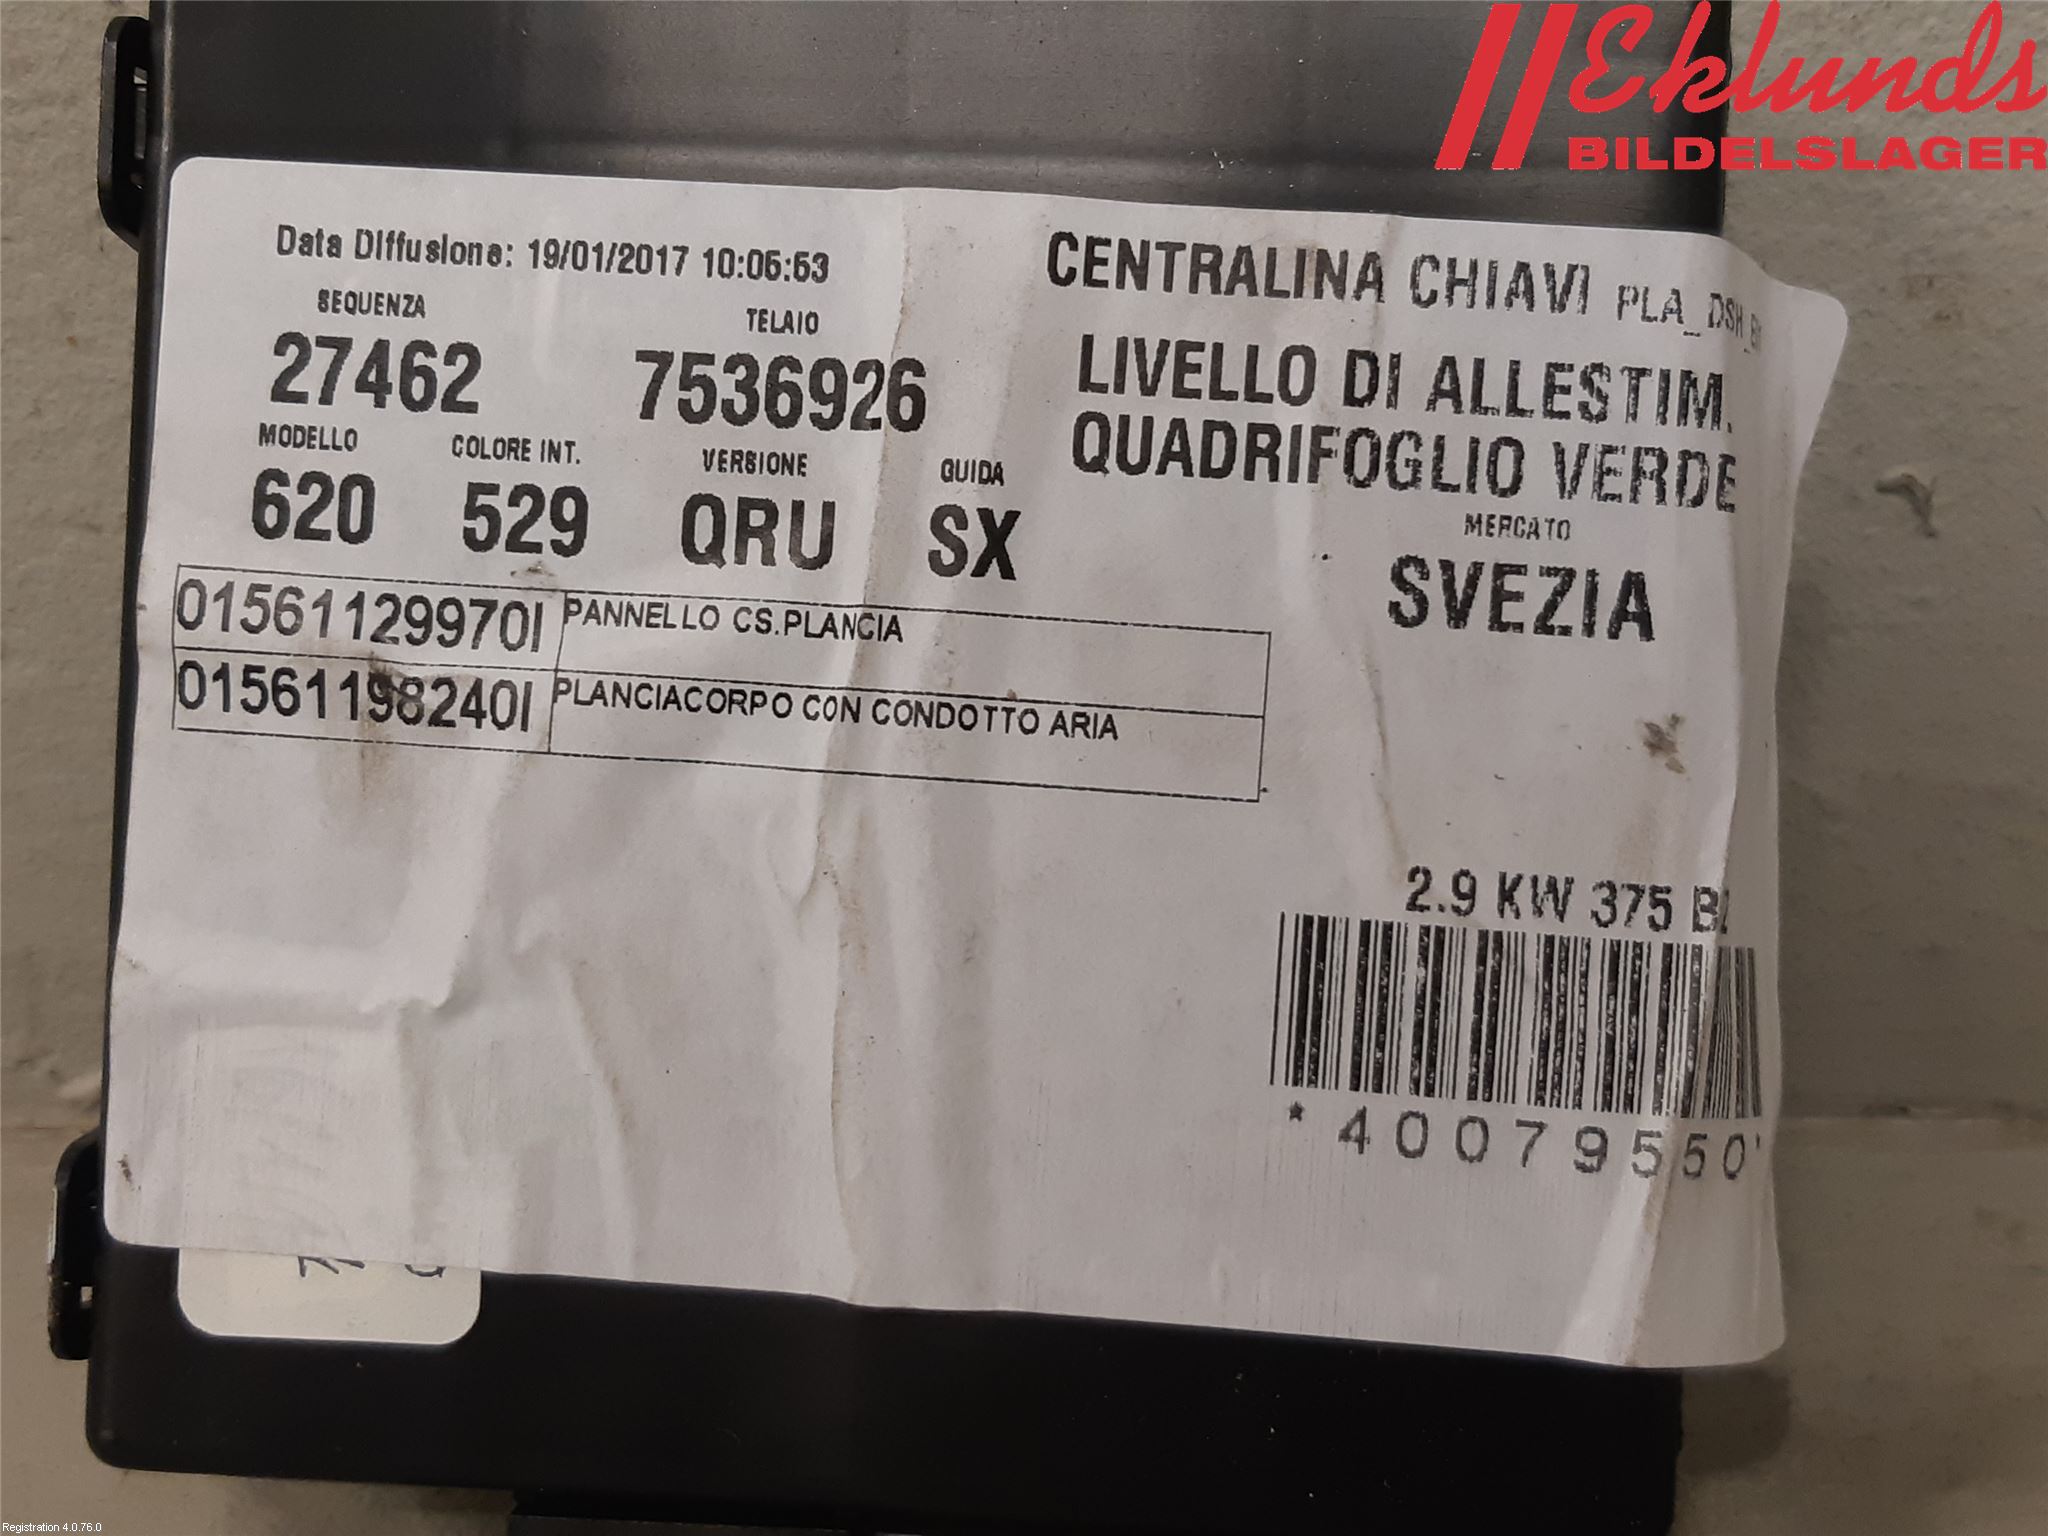 Eklunds
BILDELSLAGER
Data Diffusione: 19/01/2017 10:05:53
SEQUENZA TELAIO
27462 7536926
MODELLO COLORE INT. VERSIONE GUIDA
620 529 QRU SX
CENTRALINA CHIAVI PLA_DSH
LIVELLO DI ALLESTIM.
QUADRIFOGLIO VERDE
MERCATO
SVEZIA
01561129970I PANNELLO CS.PLANCIA
01561198240I PLANCIACORPO CON CONDOTTO ARIA
2.9 KW 375
*40079550*
Registration 4.0.76.0